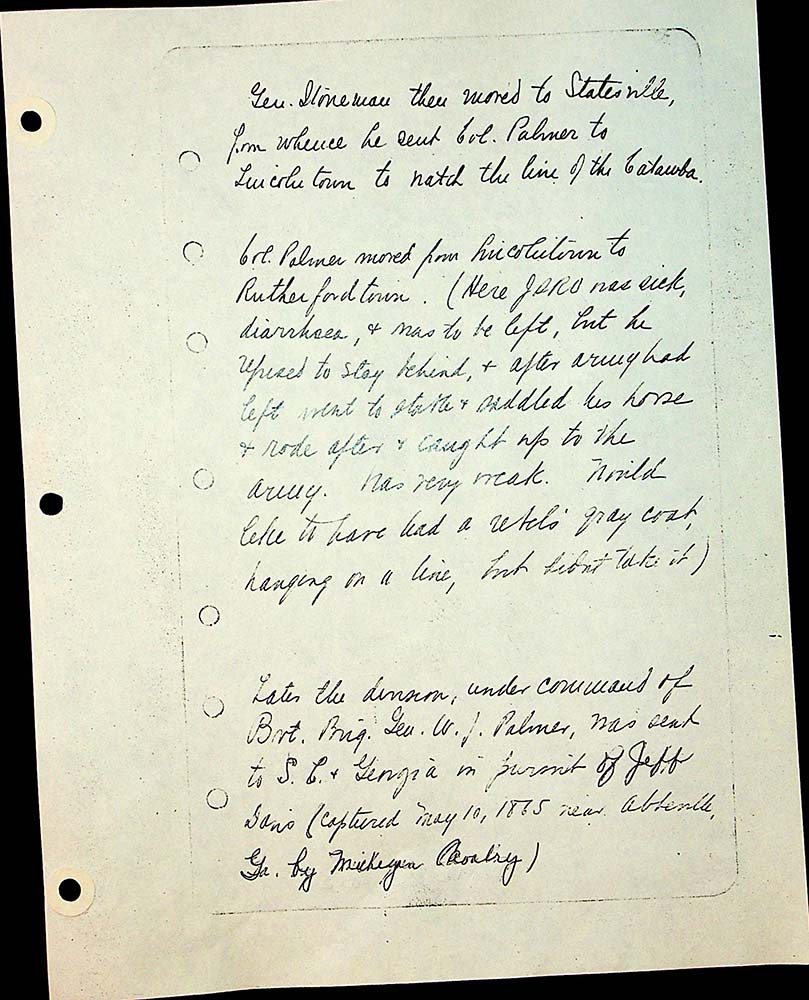 Gen. Stoneman then moved to Statesville,
from whence he sent Col. Palmer to
Lincolntown to watch the line of the Catawba.
Col. Palmer moved from Lincolntown to
Rutherfordtown. (Here was sick,
diarrhoea, & was to be left, but he
refused to stay behind, & after army had
left went to stable & saddled his horse
& rode after & caught up to the
army. Was very weak. Would
like to have had a rebel's gray coat,
hanging on a line, but didn't take it)
Later the division, under command of
Bvt. Brig. Gen. W. J. Palmer, was sent
to S. C. & Georgia in pursuit of Jeff
Davis (captured May 10, 1865 near Abbeville,
Ga. by Michigan Cavalry)